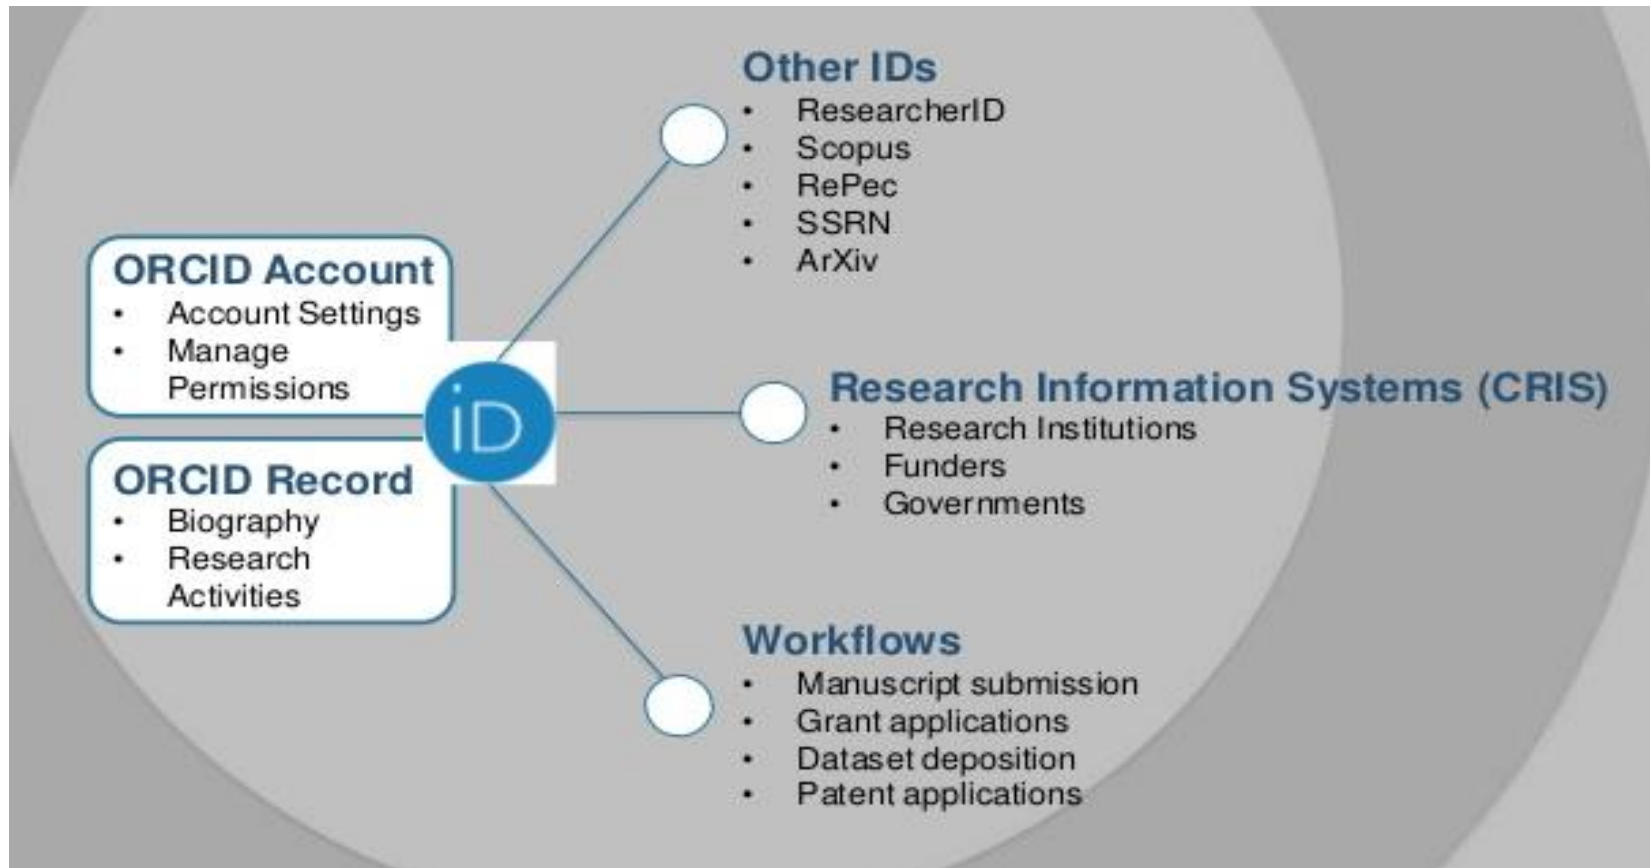 Other IDs
• ResearcherID
• Scopus
• RePec
• SSRN
• ArXiv
ORCID Account
• Account Settings
• Manage
Permissions
iD
ORCID Record
• Biography
• Research
Activities
Research Information Systems (CRIS)
• Research Institutions
• Funders
• Governments
Workflows
• Manuscript submission
• Grant applications
• Dataset deposition
• Patent applications